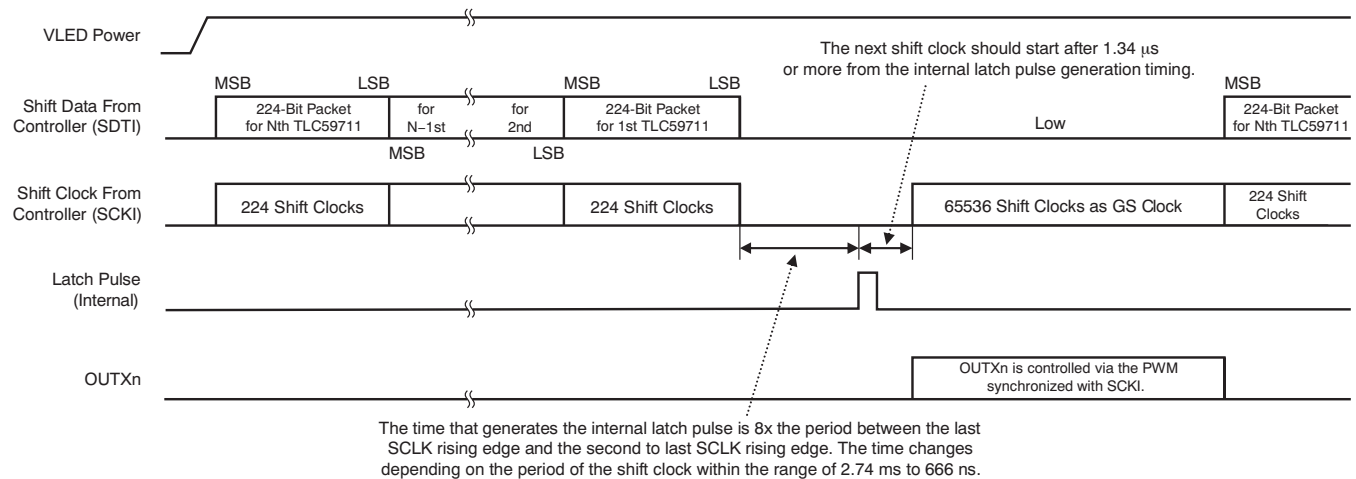 VLED Power
The next shift clock should start after 1.34 µs
or more from the internal latch pulse generation timing.
MSB LSB MSB LSB MSB
Shift Data From
Controller (SDTI)
224-Bit Packet
for Nth TLC59711
for
N–1st
for
2nd
224-Bit Packet
for 1st TLC59711
Low
224-Bit Packet
for Nth TLC59711
MSB LSB
Shift Clock From
Controller (SCKI)
224 Shift Clocks
224 Shift Clocks
65536 Shift Clocks as GS Clock
224 Shift
Clocks
Latch Pulse
(Internal)
OUTXn
OUTXn is controlled via the PWM
synchronized with SCKI.
The time that generates the internal latch pulse is 8x the period between the last
SCLK rising edge and the second to last SCLK rising edge. The time changes
depending on the period of the shift clock within the range of 2.74 ms to 666 ns.